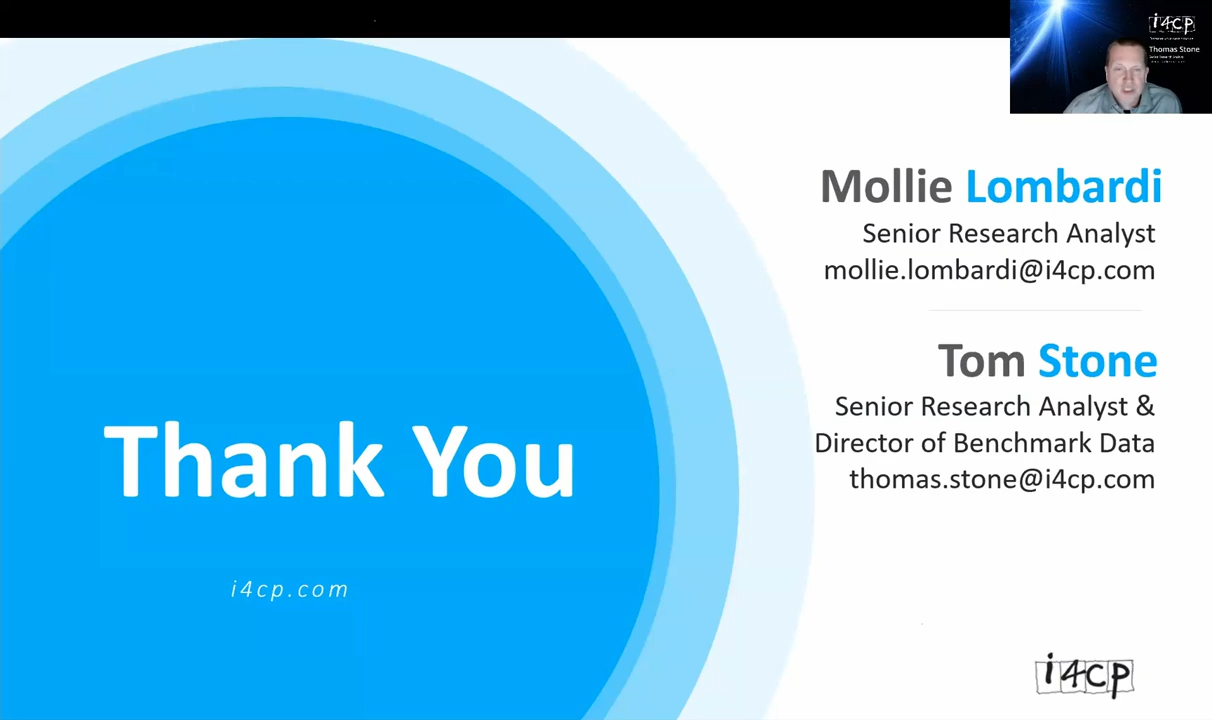 i4cp
Thomas Stone
Mollie Lombardi
Senior Research Analyst
mollie.lombardi@i4cp.com
Tom Stone
Senior Research Analyst &
Director of Benchmark Data
thomas.stone@i4cp.com
Thank You
i4cp.com
i4cp